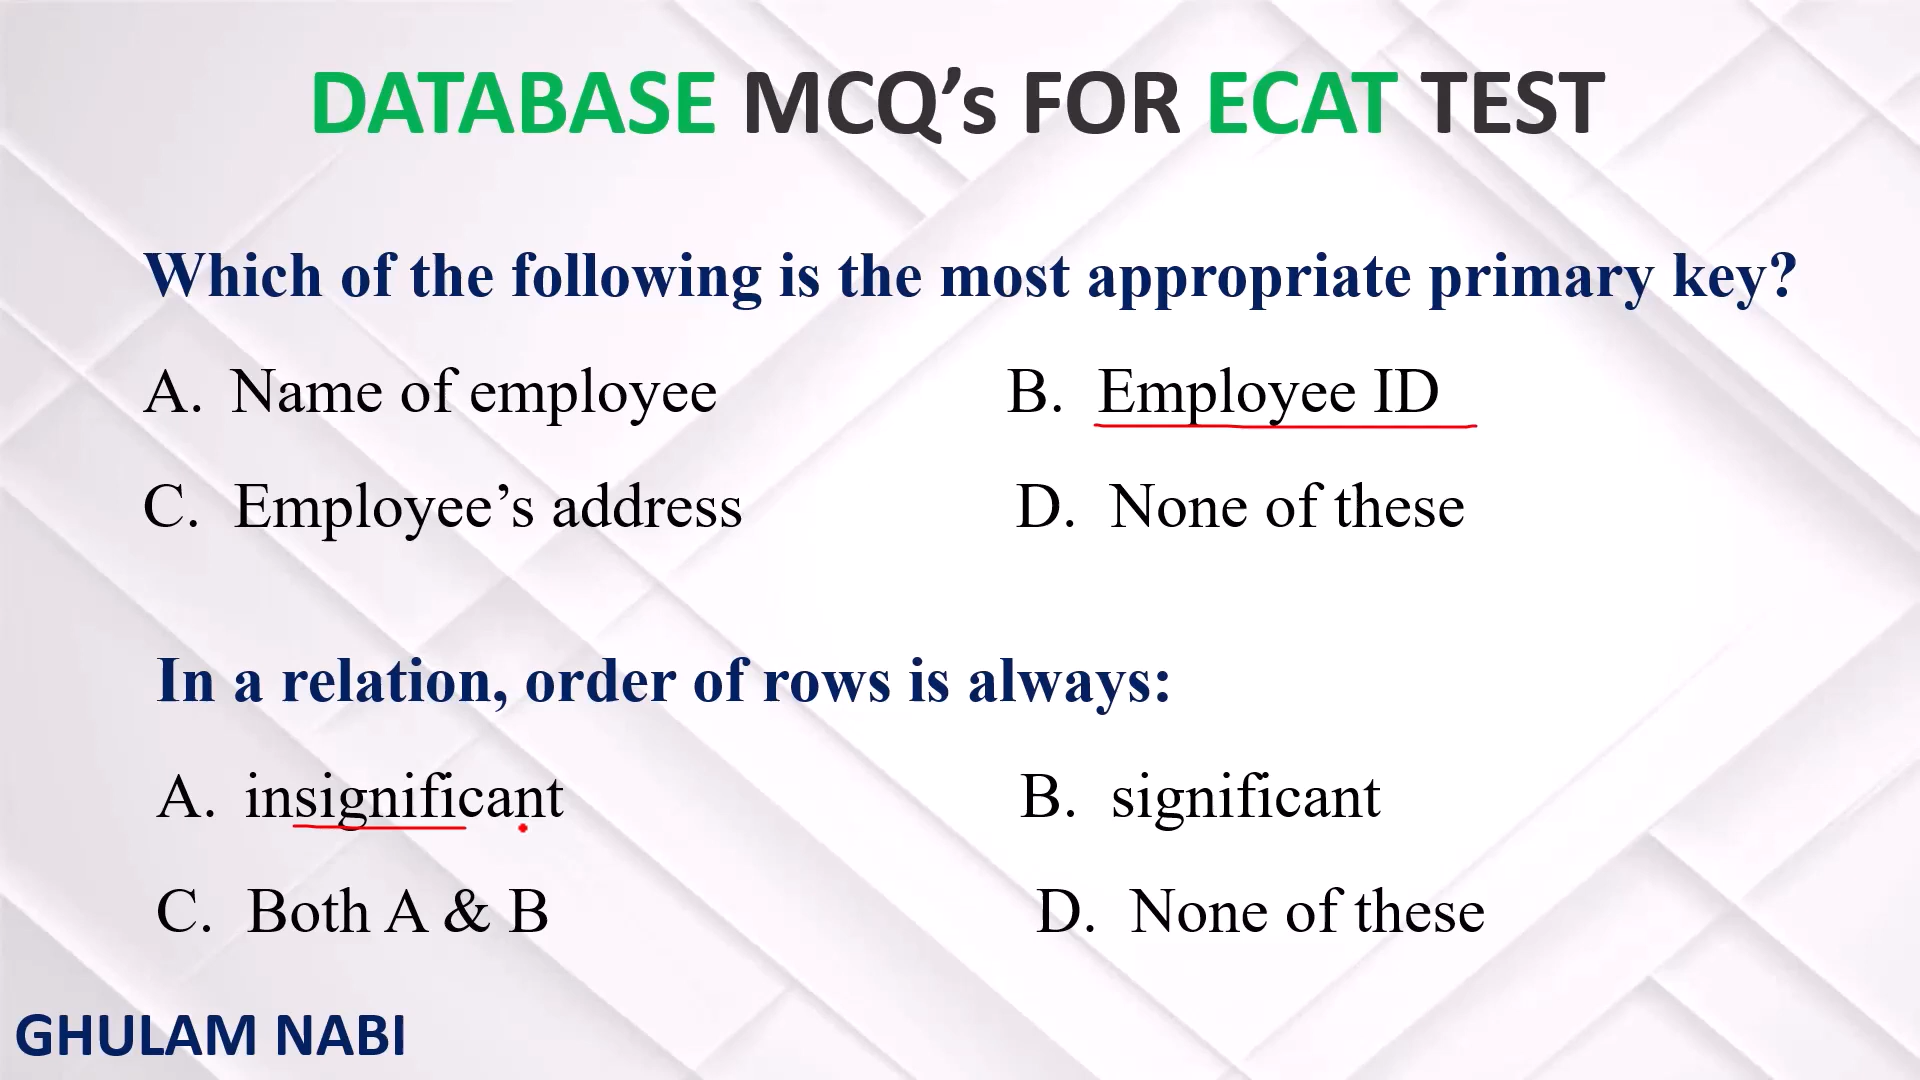 DATABASE MCQ’s FOR ECAT TEST
Which of the following is the most appropriate primary key?
A. Name of employee B. Employee ID
C. Employee’s address D. None of these
In a relation, order of rows is always:
A. insignificant B. significant
C. Both A & B D. None of these
GHULAM NABI